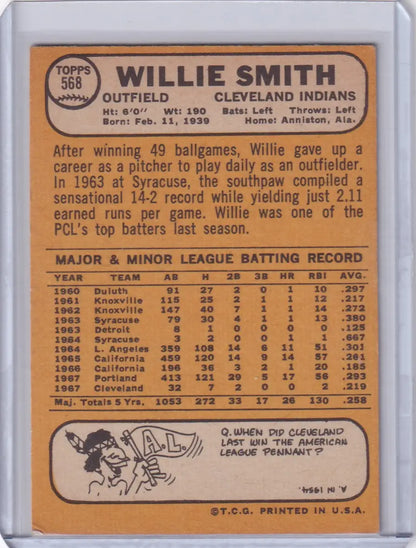 TOPPS
568
WILLIE SMITH
OUTFIELD CLEVELAND INDIANS
Ht: 6'0" Wt: 190 Bats: Left Throws: Left
Born: Feb. 11, 1939 Home: Anniston, Ala.
After winning 49 ballgames, Willie gave up a
career as a pitcher to play daily as an outfielder.
In 1963 at Syracuse, the southpaw compiled a
sensational 14-2 record while yielding just 2.11
earned runs per game. Willie was one of the
PCL's top batters last season.
MAJOR & MINOR LEAGUE BATTING RECORD
YEAR TEAM AB H 2B 3B HR RBI AVG.
1960 Duluth 91 27 2 0 1 10 .297
1961 Knoxville 115 25 2 1 1 12 .217
1962 Knoxville 147 40 7 1 1 14 .272
1963 Syracuse 79 30 4 1 1 13 .380
1963 Detroit 8 1 0 0 0 0 .125
1964 Syracuse 3 2 0 0 0 1 .667
1964 L. Angeles 359 108 14 6 11 51 .301
1965 California 459 120 14 9 14 57 .261
1966 California 196 36 3 2 1 20 .185
1967 Portland 413 121 29 5 17 58 .293
1967 Cleveland 32 7 2 0 0 2 .219
Maj. Totals 5 Yrs. 1053 272 33 17 26 130 .258
A.L.
Q. WHEN DID CLEVELAND
LAST WIN THE AMERICAN
LEAGUE PENNANT?
A. IN 1954.
©T.C.G. PRINTED IN U.S.A.